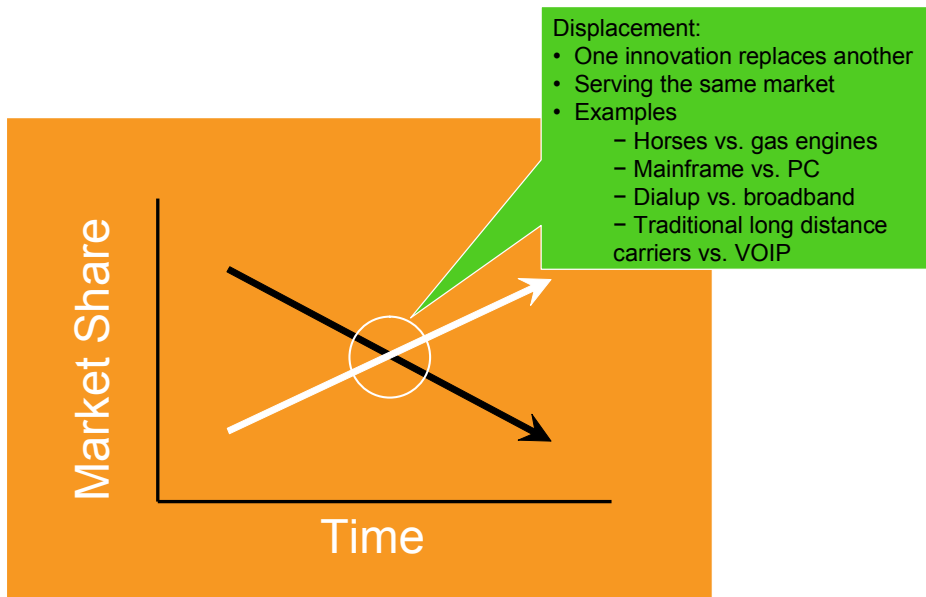 Displacement:
• One innovation replaces another
• Serving the same market
• Examples
− Horses vs. gas engines
− Mainframe vs. PC
− Dialup vs. broadband
− Traditional long distance
carriers vs. VOIP
Market Share
Time